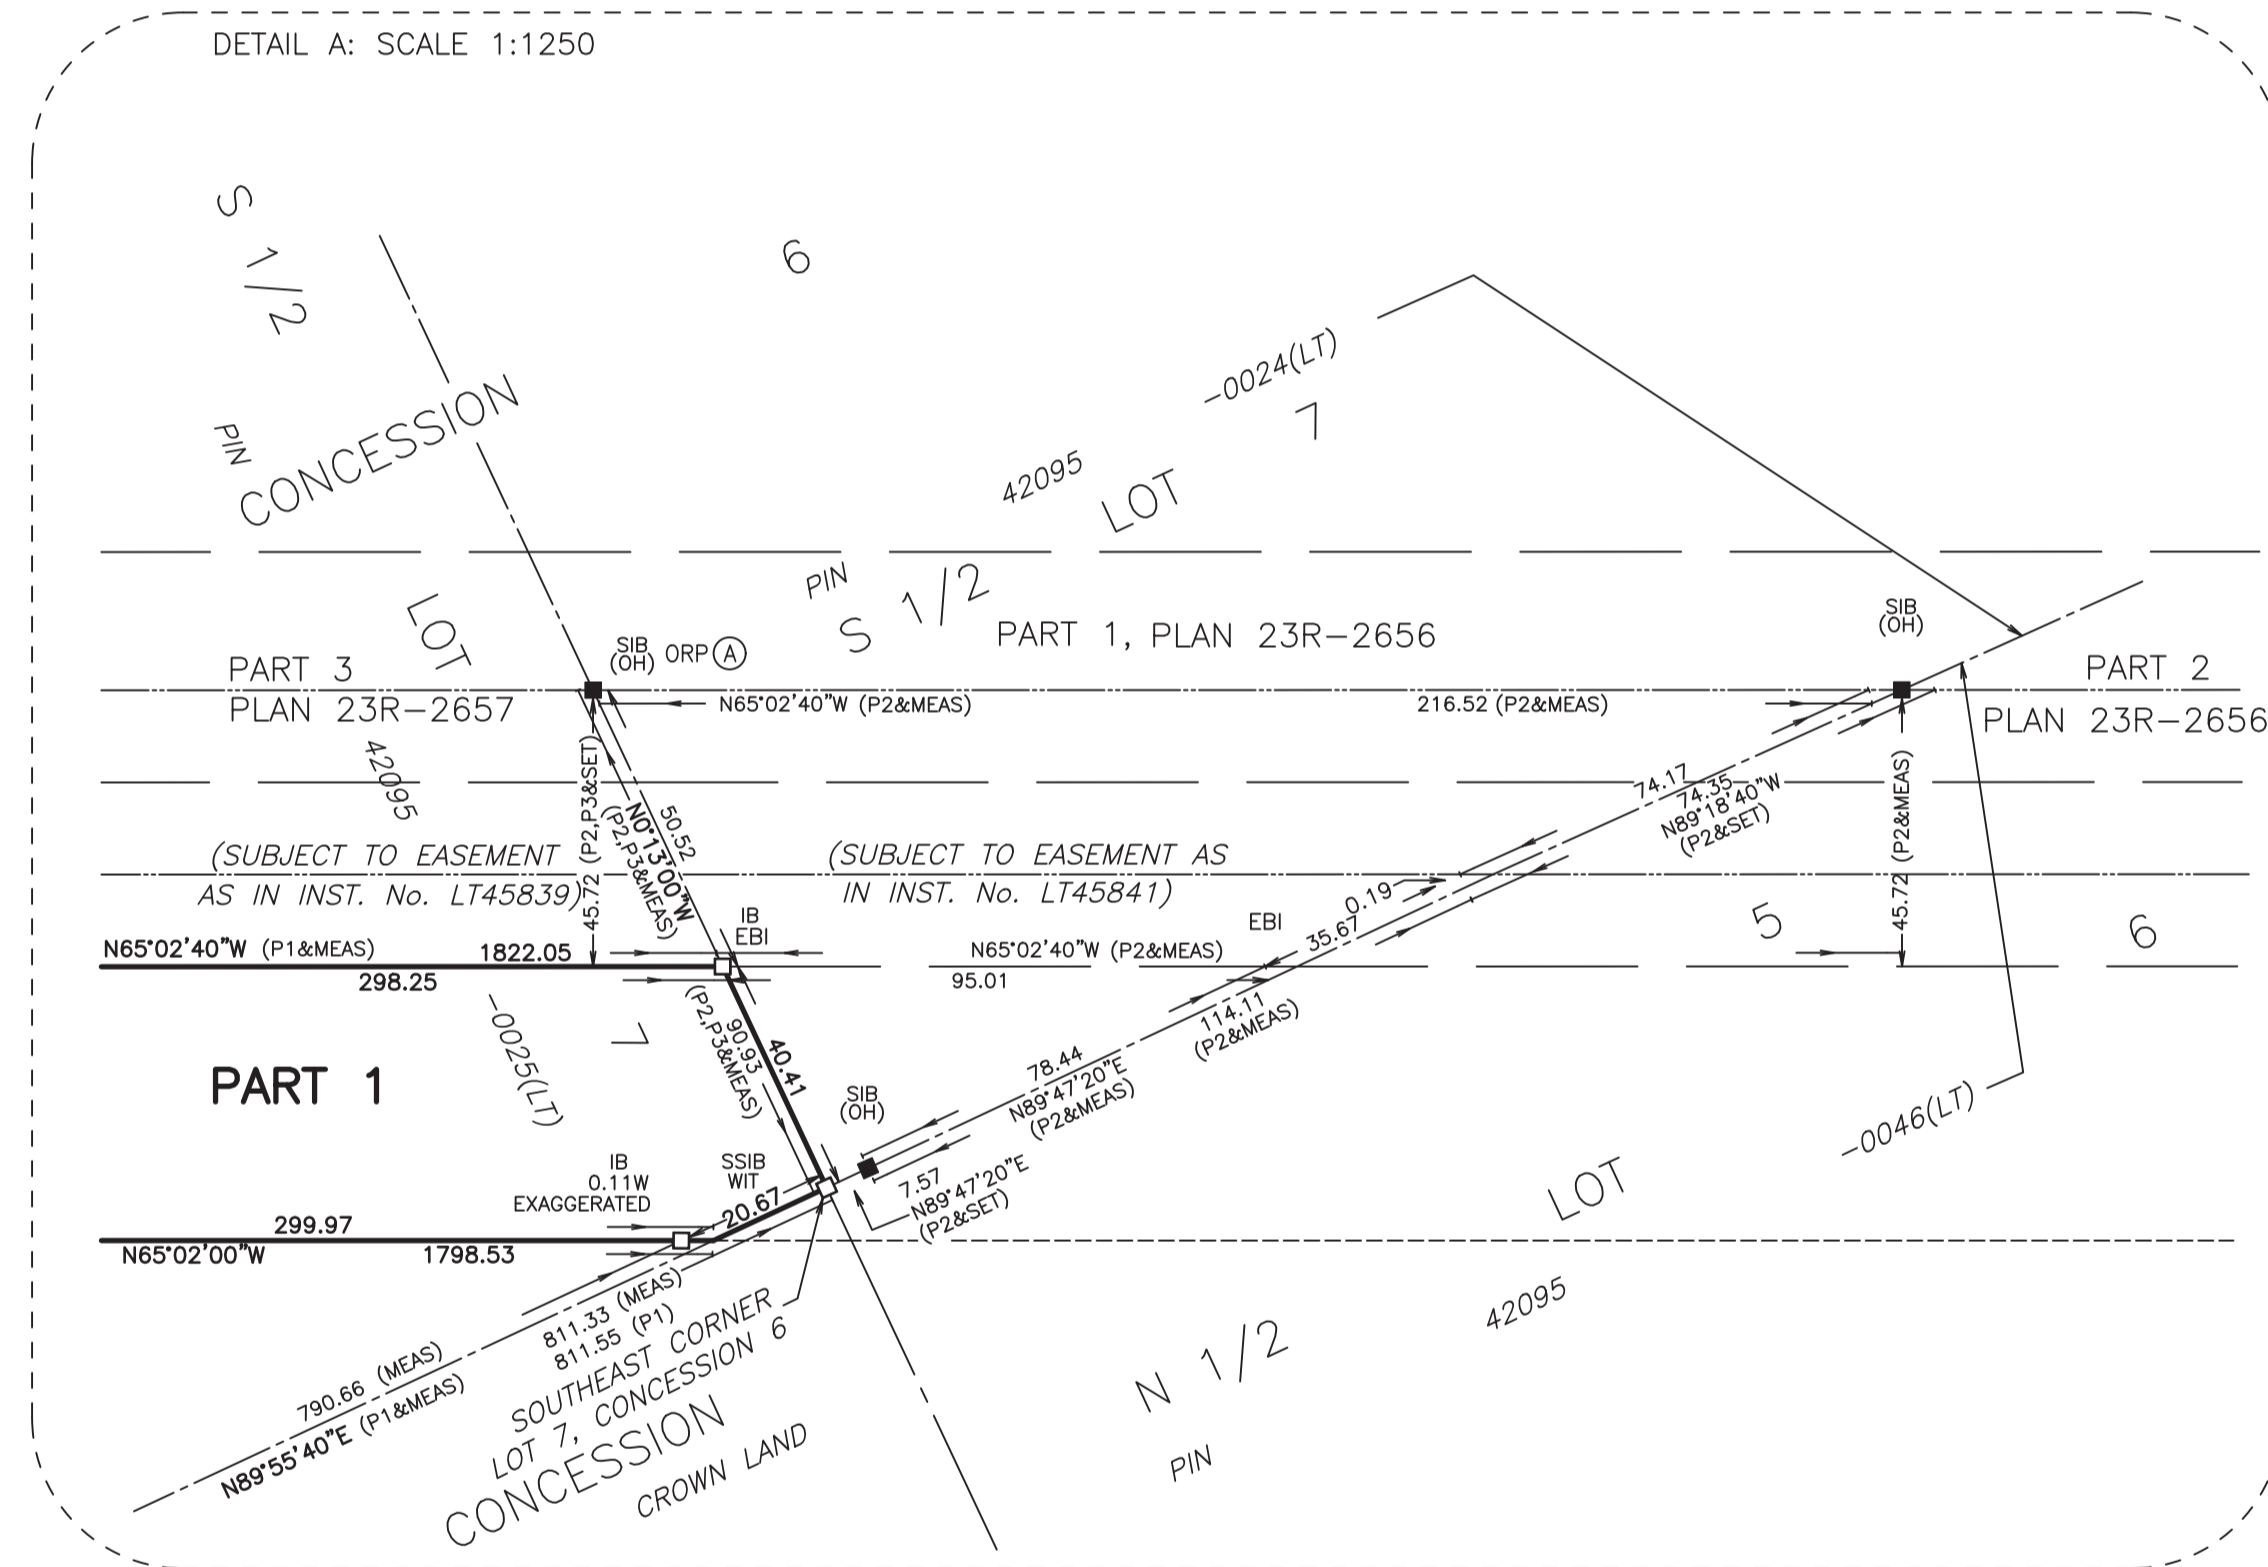 DETAIL A: SCALE 1:1250
S 1/2
6
-0024(LT)
7
PIN
CONCESSION
42095
LOT
PIN
S 1/2
LOT
SIB
(OH)
ORP A
PART 1, PLAN 23R-2656
SIB
(OH)
PART 3
PLAN 23R-2657
PART 2
PLAN 23R-2656
N65°02'40"W (P2&MEAS)
216.52 (P2&MEAS)
42095
45.72 (P2,P3&SET)
50.52
N0°13'00"W
(P2,P3&MEAS)
74.17
74.35
N89°18'40"W
(P2&SET)
45.72 (P2&MEAS)
(SUBJECT TO EASEMENT
AS IN INST. No. LT45839)
(SUBJECT TO EASEMENT AS
IN INST. No. LT45841)
0.19
35.67
IB
EBI
EBI
5
6
N65°02'40"W (P1&MEAS)
1822.05
N65°02'40"W (P2&MEAS)
298.25
95.01
-0025(LT)
7
90.93
(P2,P3&MEAS)
40.41
114.11
(P2&MEAS)
78.44
N89°47'20"E
(P2&MEAS)
PART 1
SIB
(OH)
-0046(LT)
IB
0.11W
EXAGGERATED
SSIB
WIT
20.67
7.57
N89°47'20"E
(P2&SET)
LOT
299.97
N65°02'00"W
1798.53
811.33 (MEAS)
811.55 (P1)
42095
SOUTHEAST CORNER
LOT 7, CONCESSION 6
790.66 (MEAS)
N89°55'40"E (P1&MEAS)
N 1/2
CONCESSION
CROWN LAND
PIN